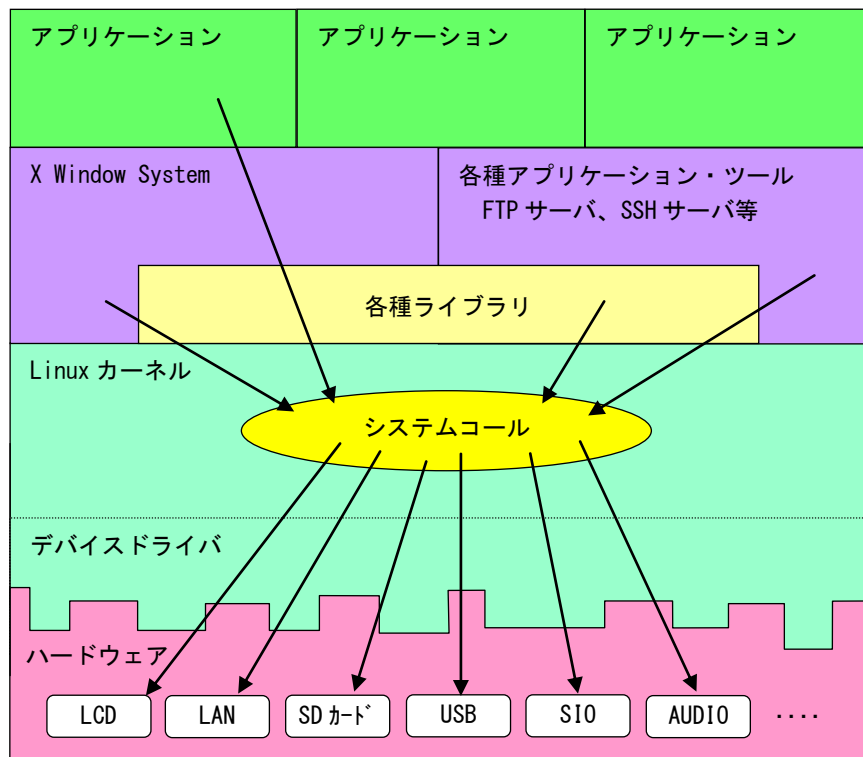 アプリケーション
アプリケーション
アプリケーション
X Window System
各種アプリケーション・ツール
FTP サーバ、SSH サーバ等
各種ライブラリ
Linux カーネル
システムコール
デバイスドライバ
ハードウェア
LCD
LAN
SD ｶｰﾄﾞ
USB
SIO
AUDIO
････